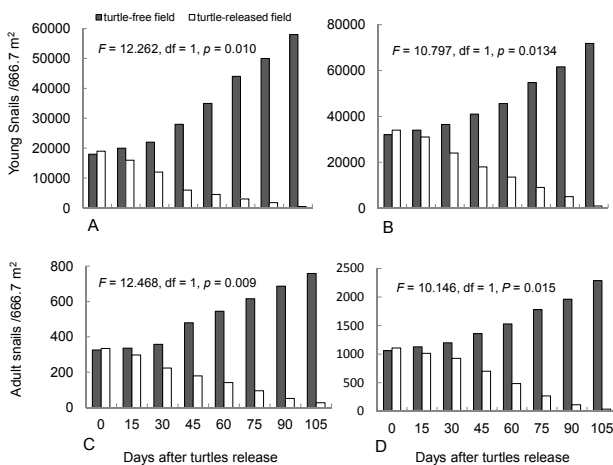 turtle-free field turtle-released field
F = 12.262, df = 1, p = 0.010
Young Snails /666.7 m2
60000
50000
40000
30000
20000
10000
0
A
F = 10.797, df = 1, p = 0.0134
80000
60000
40000
20000
0
B
F = 12.468, df = 1, p = 0.009
Adult snails /666.7 m2
800
600
400
200
0
0 15 30 45 60 75 90 105
C
Days after turtles release
F = 10.146, df = 1, P = 0.015
2500
2000
1500
1000
500
0
0 15 30 45 60 75 90 105
D
Days after turtles release